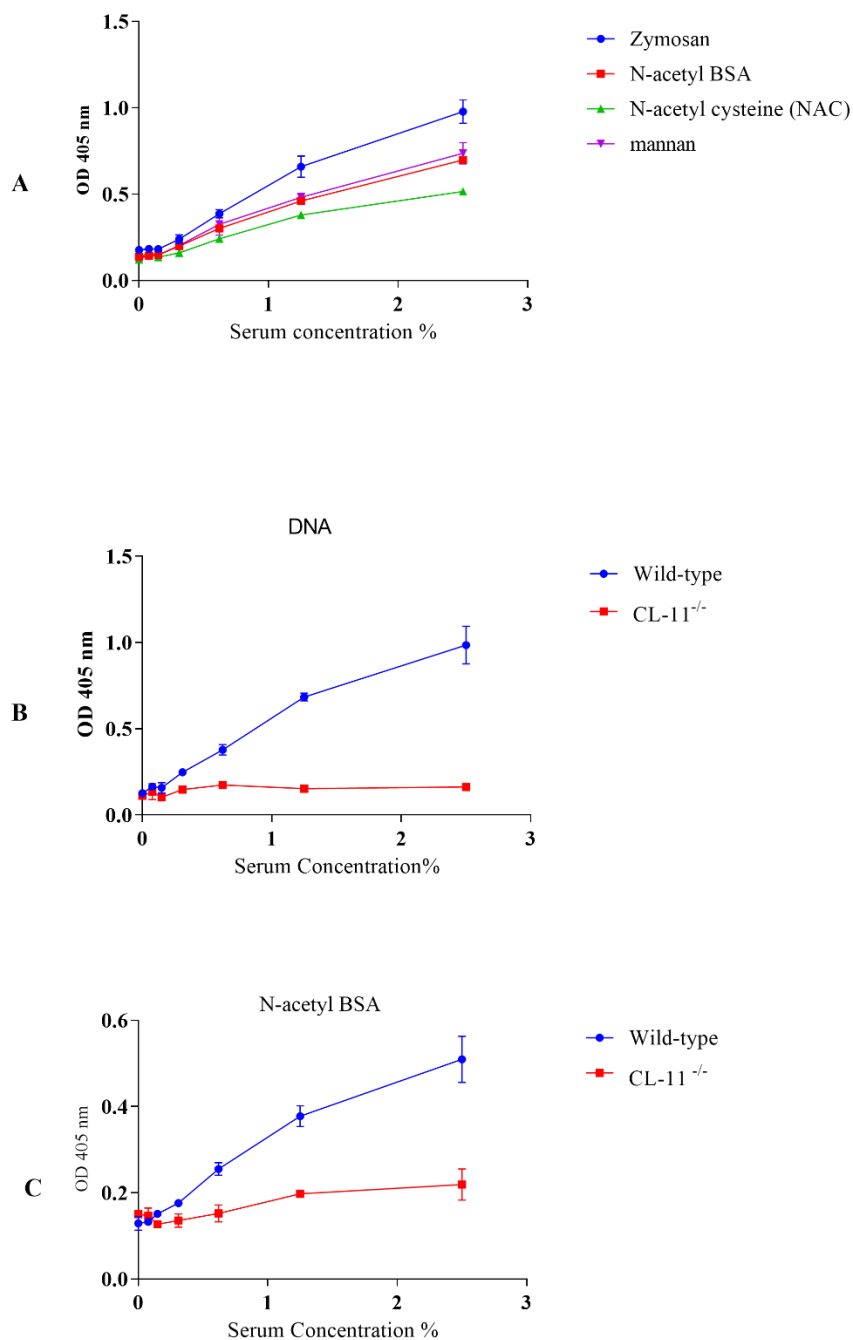 1.5
1.0
0.5
0.0
0 1 2 3
OD 405 nm
Serum concentration %
A
Zymosan
N-acetyl BSA
N-acetyl cysteine (NAC)
mannan
DNA
1.5
1.0
0.5
0.0
0 1 2 3
OD 405 nm
Serum Concentration%
B
Wild-type
CL-11-/-
N-acetyl BSA
0.6
0.4
0.2
0.0
0 1 2 3
OD 405 nm
Serum Concentration %
C
Wild-type
CL-11 -/-